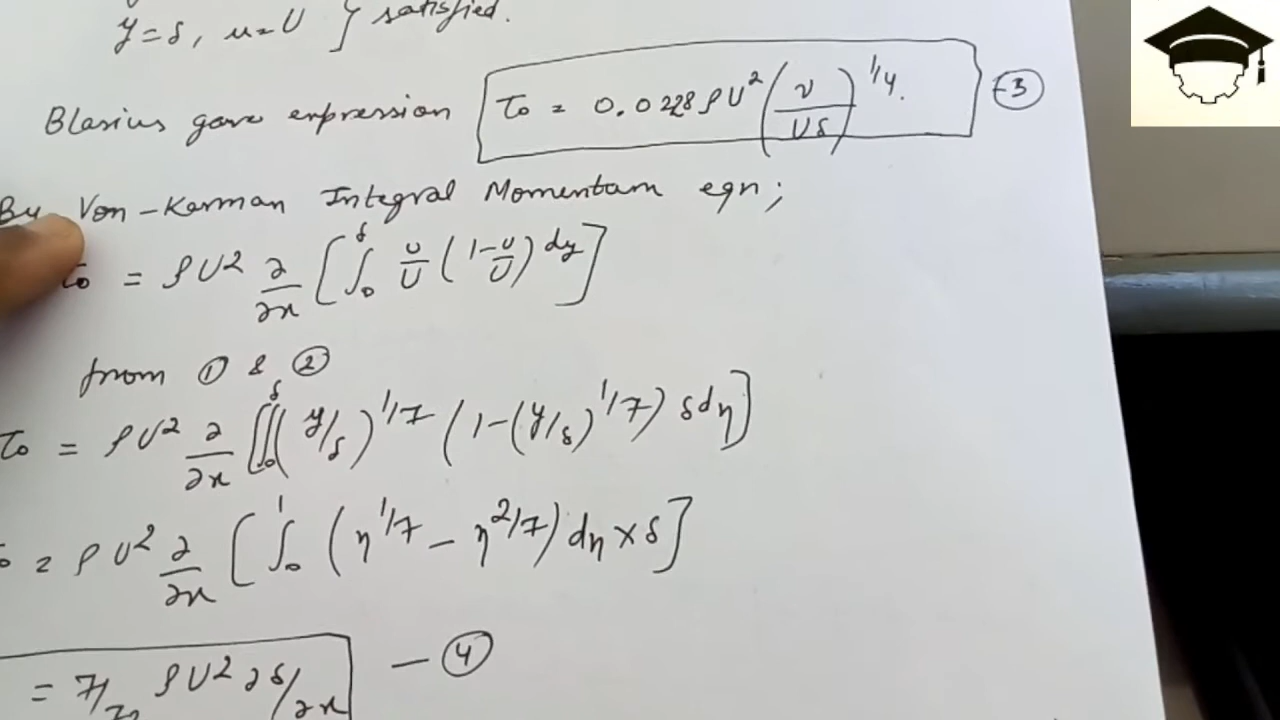 y=δ, u=U } satisfied.
Blasius gave expression τo = 0.0228 ρU² (ν/Uδ)^1/4. -③
By Von-Karman Integral Momentam eqn;
τo = ρU² ∂/∂x [∫₀^δ u/U (1-u/U) dy]
from ① & ②
τo = ρU² ∂/∂x [∫₀^δ (y/δ)^1/7 (1-(y/δ)^1/7) δdη]
= ρU² ∂/∂x [∫₀^1 (η^1/7 - η^2/7) dη × δ]
= 7/72 ρU² ∂δ/∂x — ④